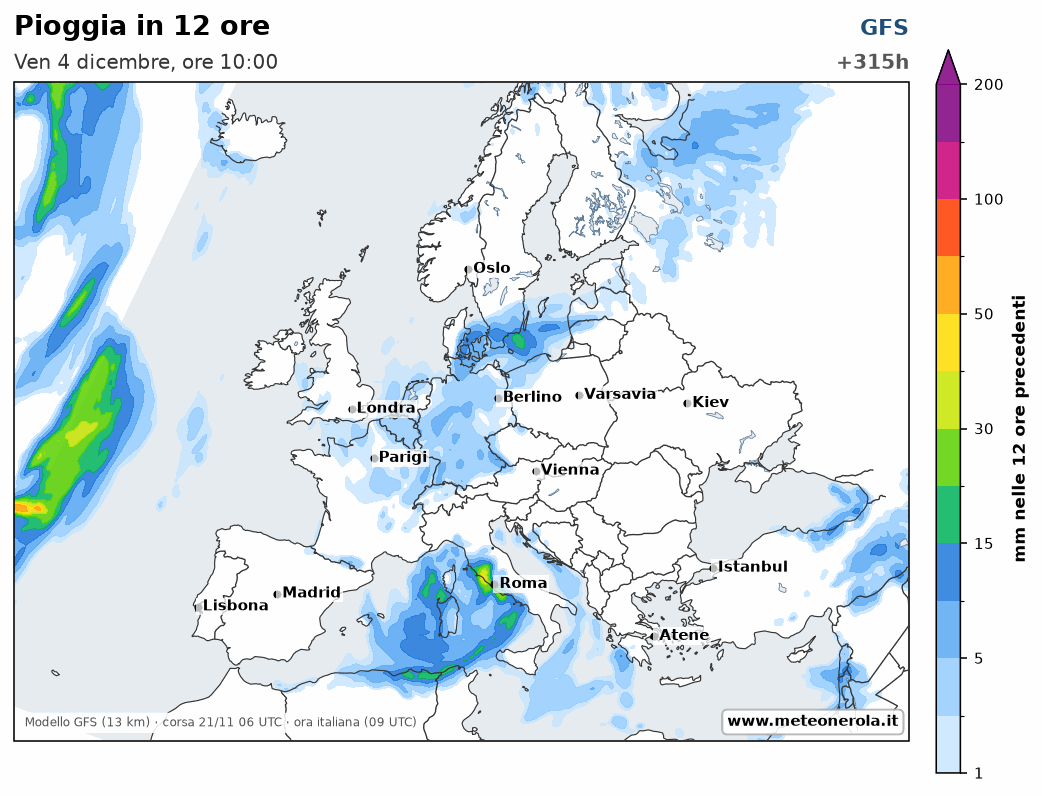 Pioggia in 12 ore
GFS
Ven 4 dicembre, ore 10:00
+315h
200
100
50
30
15
5
1
mm nelle 12 ore precedenti
Oslo
Berlino
Varsavia
Kiev
Londra
Parigi
Vienna
Istanbul
Roma
Madrid
Lisbona
Atene
Modello GFS (13 km) · corsa 21/11 06 UTC · ora italiana (09 UTC)
www.meteonerola.it